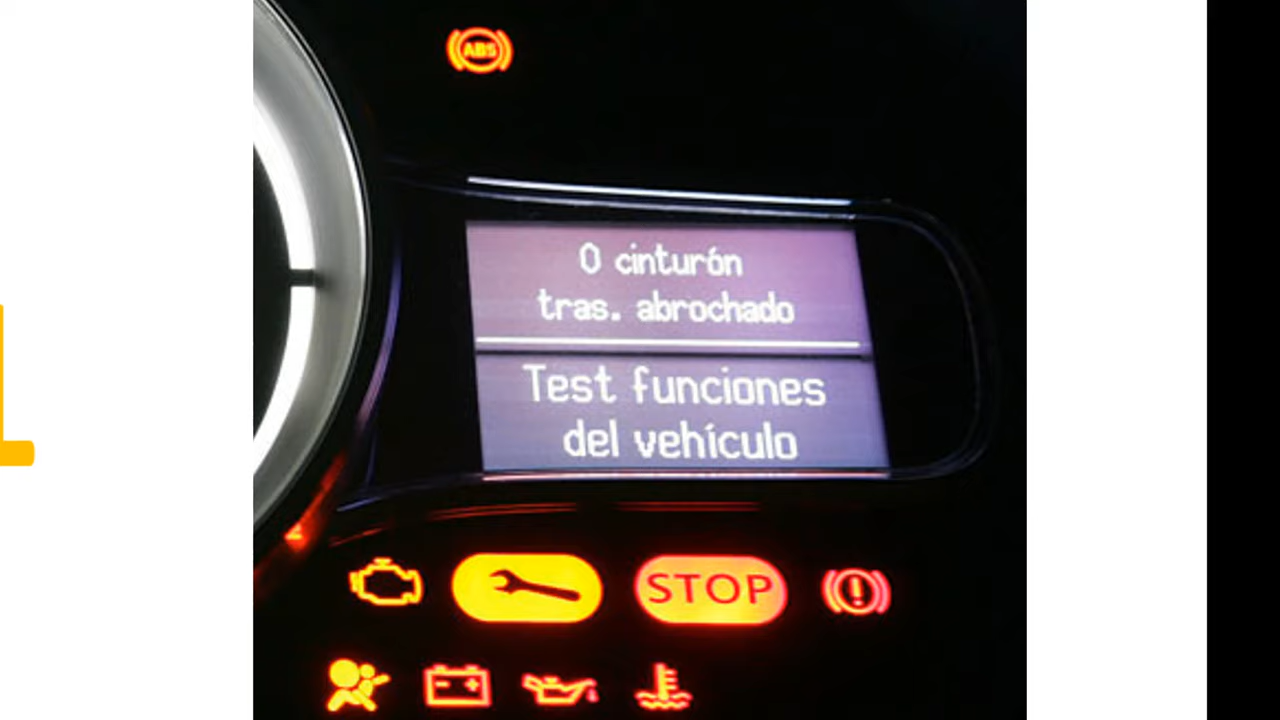 ABS
0 cinturón
tras. abrochado
Test funciones
del vehículo
STOP